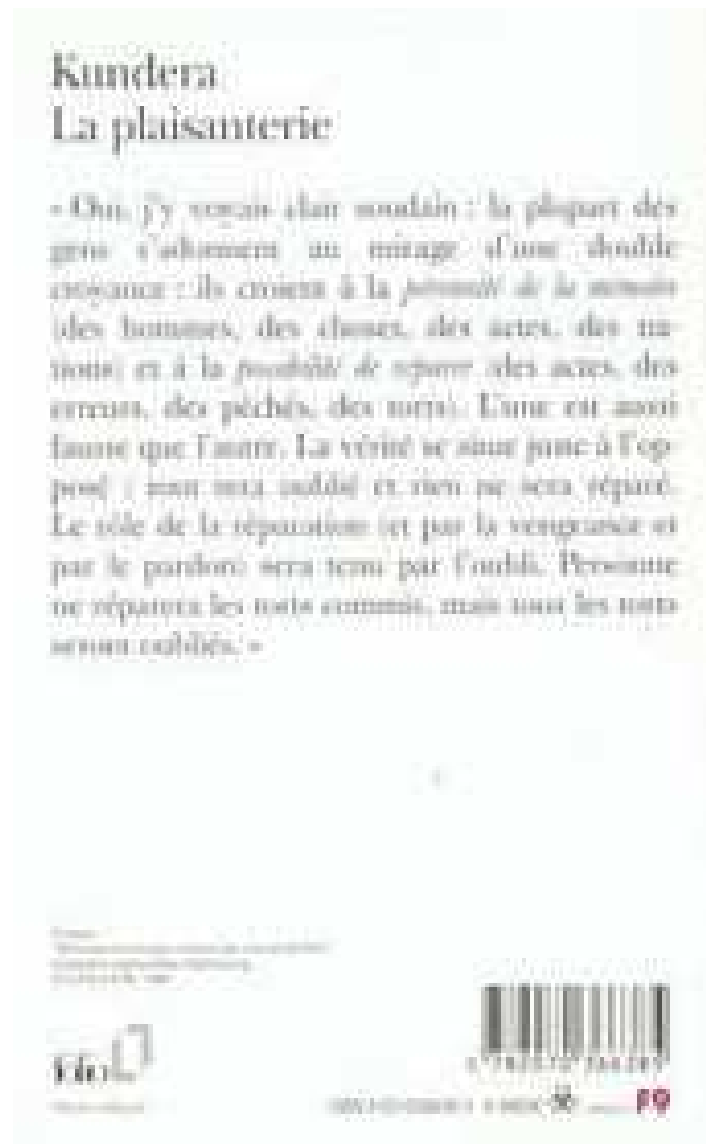 Kundera
La plaisanterie
« Oui, j'y voyais clair soudain : la plupart des
gens s'adonnent au mirage d'une double
croyance : ils croient à la pérennité de la mémoire
(des hommes, des choses, des actes, des na-
tions) et à la possibilité de réparer (des actes, des
erreurs, des péchés, des torts). L'une est aussi
fausse que l'autre. La vérité se situe juste à l'op-
posé : tout sera oublié et rien ne sera réparé.
Le rôle de la réparation (et par la vengeance et
par le pardon) sera tenu par l'oubli. Personne
ne réparera les torts commis, mais tous les torts
seront oubliés. »
folio
F9